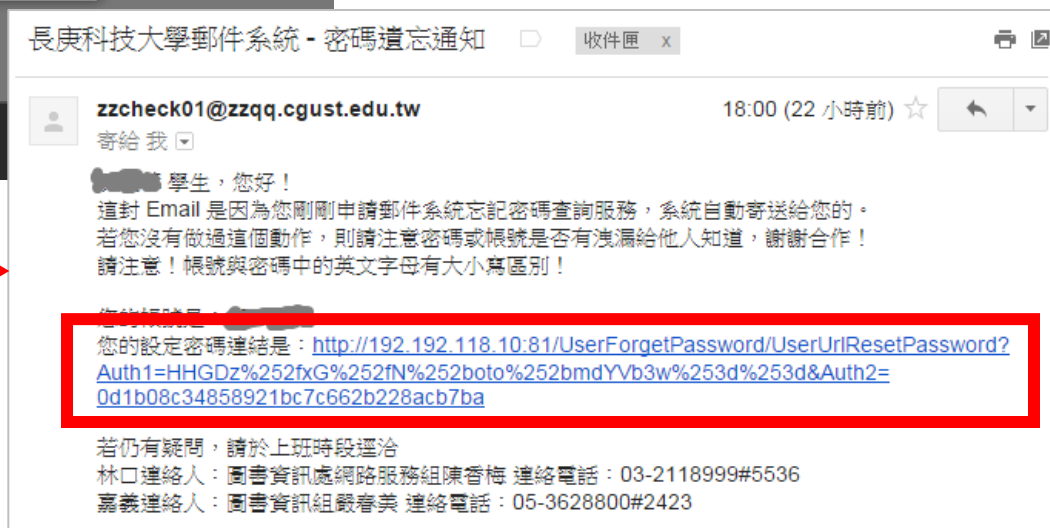 長庚科技大學郵件系統 - 密碼遺忘通知 收件匣 x
zzcheck01@zzqq.cgust.edu.tw 18:00 (22 小時前)
寄給 我
學生，您好！
這封 Email 是因為您剛剛申請郵件系統忘記密碼查詢服務，系統自動寄送給您的。
若您沒有做過這個動作，則請注意密碼或帳號是否有洩漏給他人知道，謝謝合作！
請注意！帳號與密碼中的英文字母有大小寫區別！
您的帳號是：
您的設定密碼連結是：http://192.192.118.10:81/UserForgetPassword/UserUrlResetPassword?
Auth1=HHGDz%252fxG%252fN%252boto%252bmdYVb3w%253d%253d&Auth2=
0d1b08c34858921bc7c662b228acb7ba
若仍有疑問，請於上班時段逕洽
林口連絡人：圖書資訊處網路服務組陳香梅 連絡電話：03-2118999#5536
嘉義連絡人：圖書資訊組嚴春美 連絡電話：05-3628800#2423